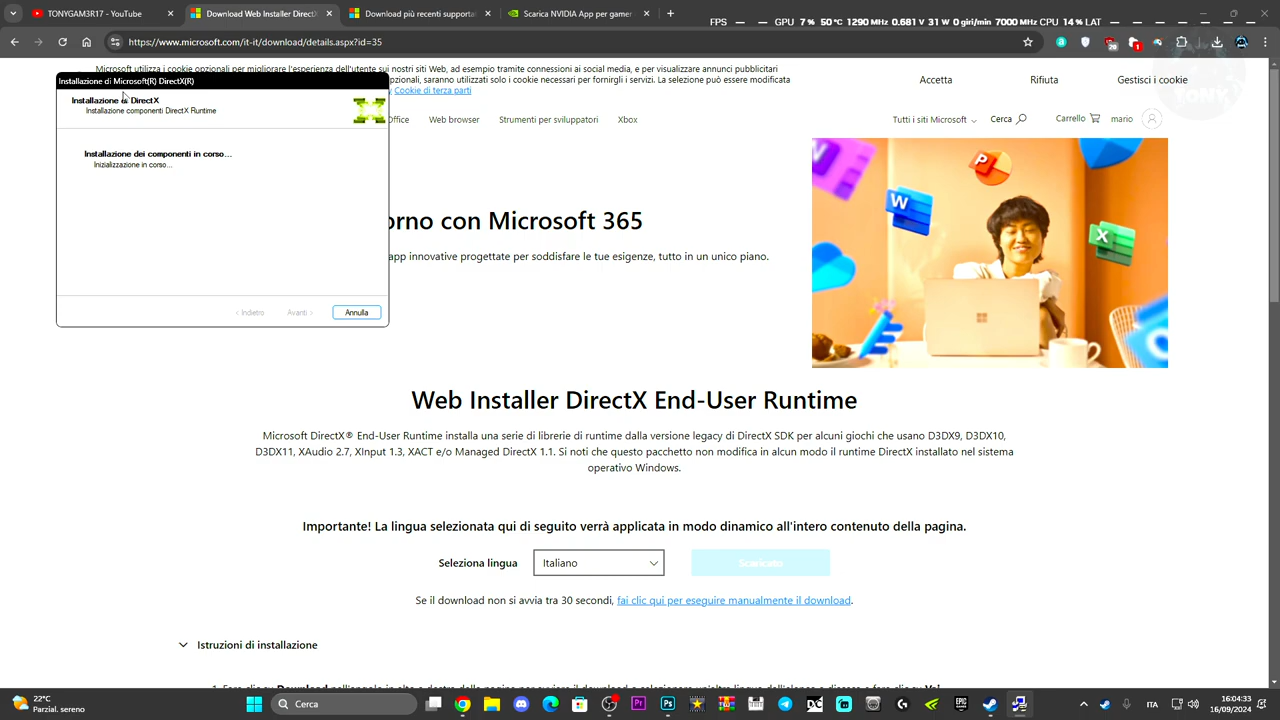 TONYGAM3R17 - YouTube
Download Web Installer DirectX
Download più recenti supportat
Scarica NVIDIA App per gamer
FPS GPU 7 % 50 °C 1290 MHz 0.681 V 31 W 0 giri/min 7000 MHz CPU 14 % LAT
https://www.microsoft.com/it-it/download/details.aspx?id=35
20
1
Microsoft utilizza cookie opzionali per migliorare l'esperienza dell'utente sui siti Web, ad esempio tramite connessioni ai social media, e per visualizzare annunci pubblicitari
opzionali, saranno utilizzati solo i cookie necessari per fornirgli i servizi. La selezione può essere modificata
Cookie di terza parti
Accetta
Rifiuta
Gestisci i cookie
TONY
Installazione di Microsoft(R) DirectX(R)
Installazione di DirectX
Installazione componenti DirectX Runtime
Installazione dei componenti in corso...
Inizializzazione in corso...
< Indietro
Avanti >
Annulla
Office
Web browser
Strumenti per sviluppatori
Xbox
Tutti i siti Microsoft
Cerca
Carrello
mario
orno con Microsoft 365
app innovative progettate per soddisfare le tue esigenze, tutto in un unico piano.
W
P
W
X
Web Installer DirectX End-User Runtime
Microsoft DirectX® End-User Runtime installa una serie di librerie di runtime dalla versione legacy di DirectX SDK per alcuni giochi che usano D3DX9, D3DX10,
D3DX11, XAudio 2.7, XInput 1.3, XACT e/o Managed DirectX 1.1. Si noti che questo pacchetto non modifica in alcun modo il runtime DirectX installato nel sistema
operativo Windows.
Importante! La lingua selezionata qui di seguito verrà applicata in modo dinamico all'intero contenuto della pagina.
Seleziona lingua
Italiano
Scaricato
Se il download non si avvia tra 30 secondi, fai clic qui per eseguire manualmente il download.
Istruzioni di installazione
22°C
Parzial. sereno
Cerca
ITA
16:04:33
16/09/2024